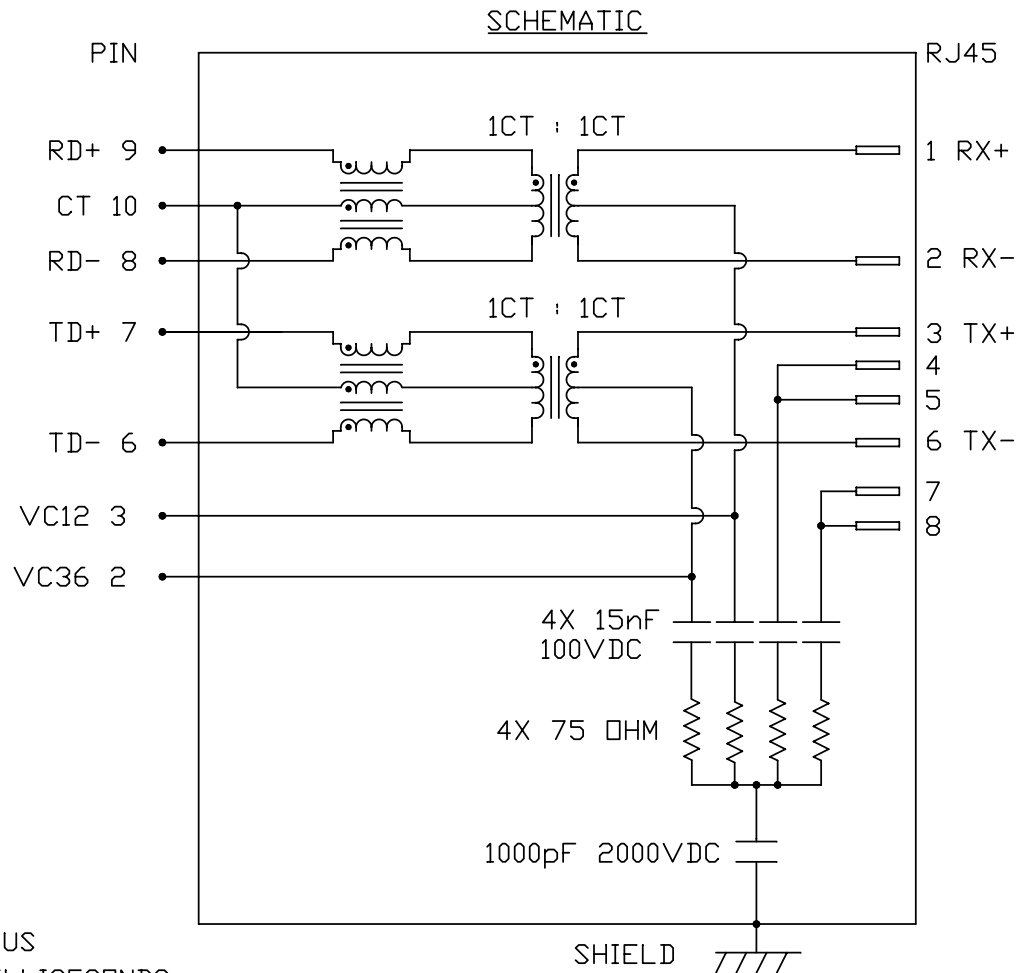 SCHEMATIC
PIN
RJ45
1CT : 1CT
RD+ 9
1 RX+
CT 10
RD- 8
2 RX-
1CT : 1CT
TD+ 7
3 TX+
4
5
TD- 6
6 TX-
7
VC12 3
8
VC36 2
4X 15nF
100VDC
4X 75 OHM
1000pF 2000VDC
US
SHIELD